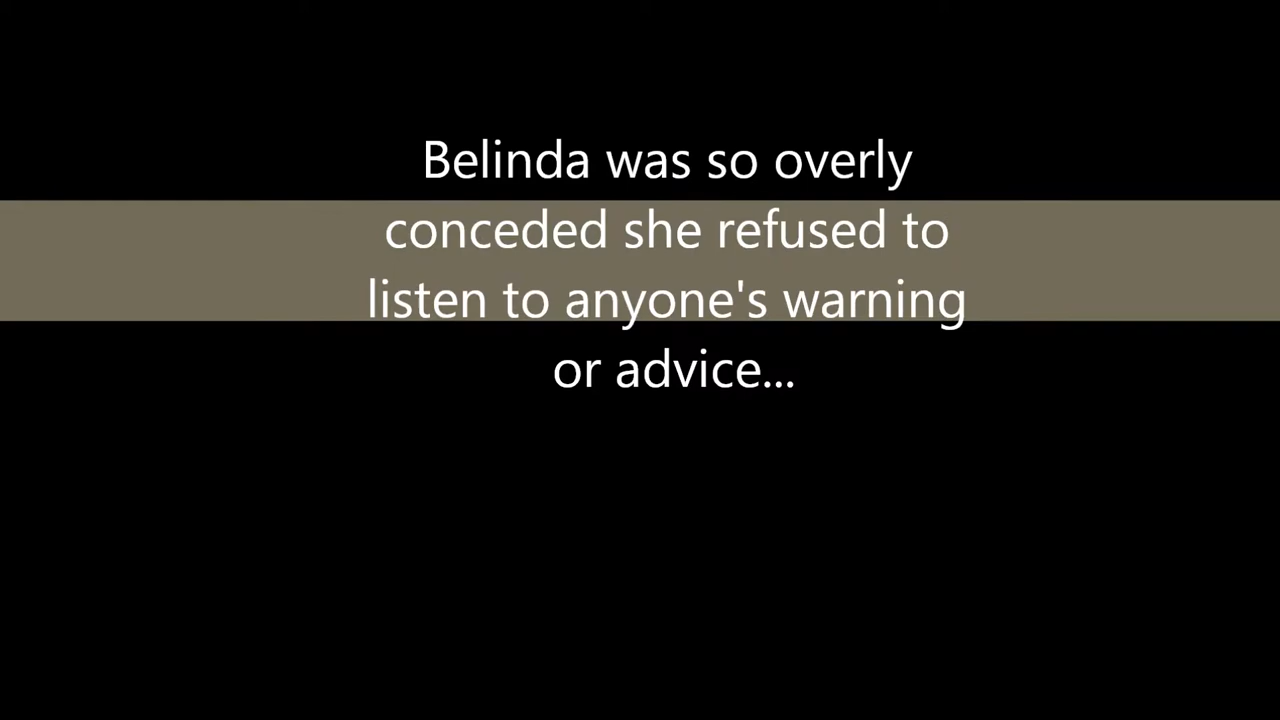 Belinda was so overly
conceded she refused to
listen to anyone's warning
or advice...